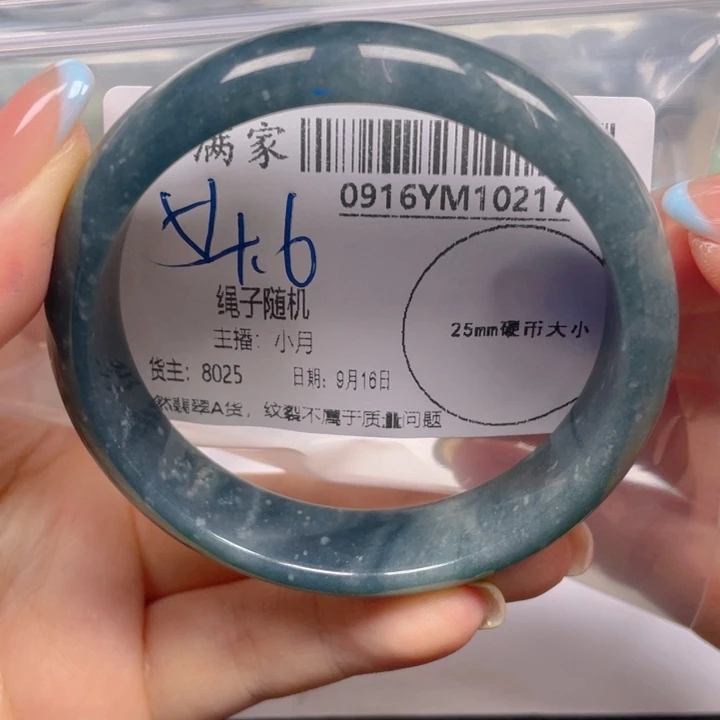 满家
0916YM10217
绳子随机
25mm硬币大小
主播：小月
货主：8025 日期：9月16日
然翡翠A货，纹裂不属于质量问题